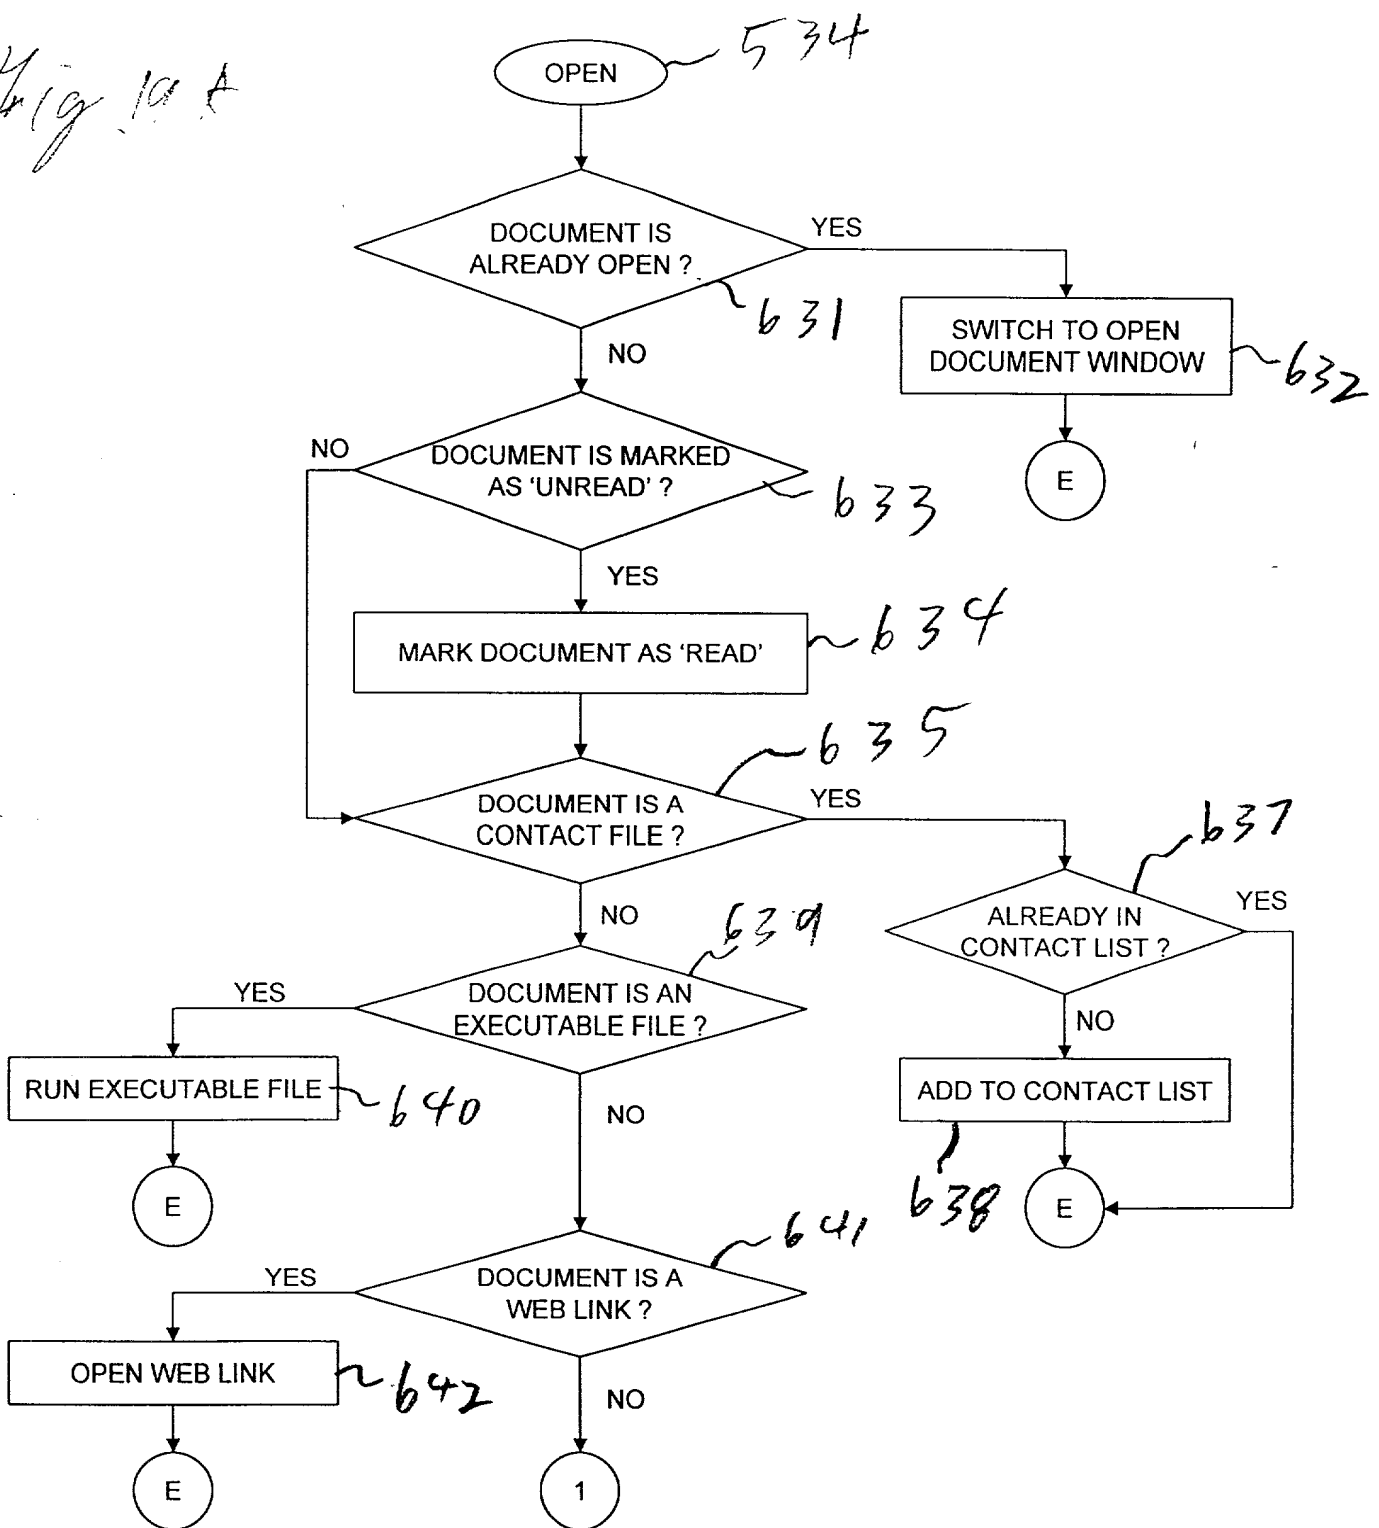 Fig 19 A
OPEN
534
DOCUMENT IS
ALREADY OPEN ?
YES
631
NO
SWITCH TO OPEN
DOCUMENT WINDOW
632
E
NO
DOCUMENT IS MARKED
AS ‘UNREAD’ ?
633
YES
MARK DOCUMENT AS ‘READ’
634
635
DOCUMENT IS A
CONTACT FILE ?
YES
637
NO
ALREADY IN
CONTACT LIST ?
YES
639
YES
DOCUMENT IS AN
EXECUTABLE FILE ?
NO
RUN EXECUTABLE FILE
640
NO
ADD TO CONTACT LIST
638
E
E
641
YES
DOCUMENT IS A
WEB LINK ?
OPEN WEB LINK
642
NO
E
1